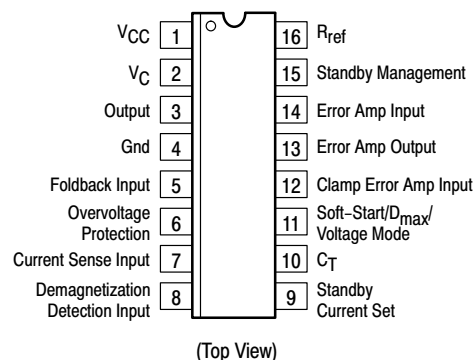 VCC 1
VC 2
Output 3
Gnd 4
Foldback Input 5
Overvoltage
Protection 6
Current Sense Input 7
Demagnetization
Detection Input 8
16 Rref
15 Standby Management
14 Error Amp Input
13 Error Amp Output
12 Clamp Error Amp Input
11 Soft–Start/Dmax/
Voltage Mode
10 CT
9 Standby
Current Set
(Top View)